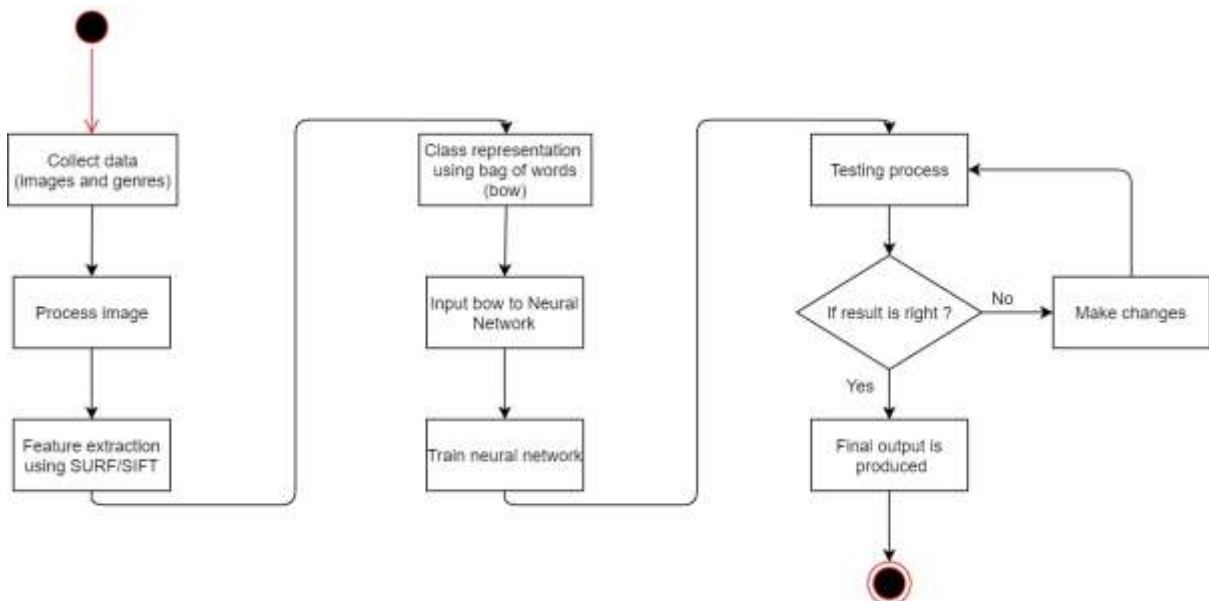 Collect data
(images and genres)
Process image
Feature extraction
using SURF/SIFT
Class representation
using bag of words
(bow)
Input bow to Neural
Network
Train neural network
Testing process
If result is right ?
No
Make changes
Yes
Final output is
produced